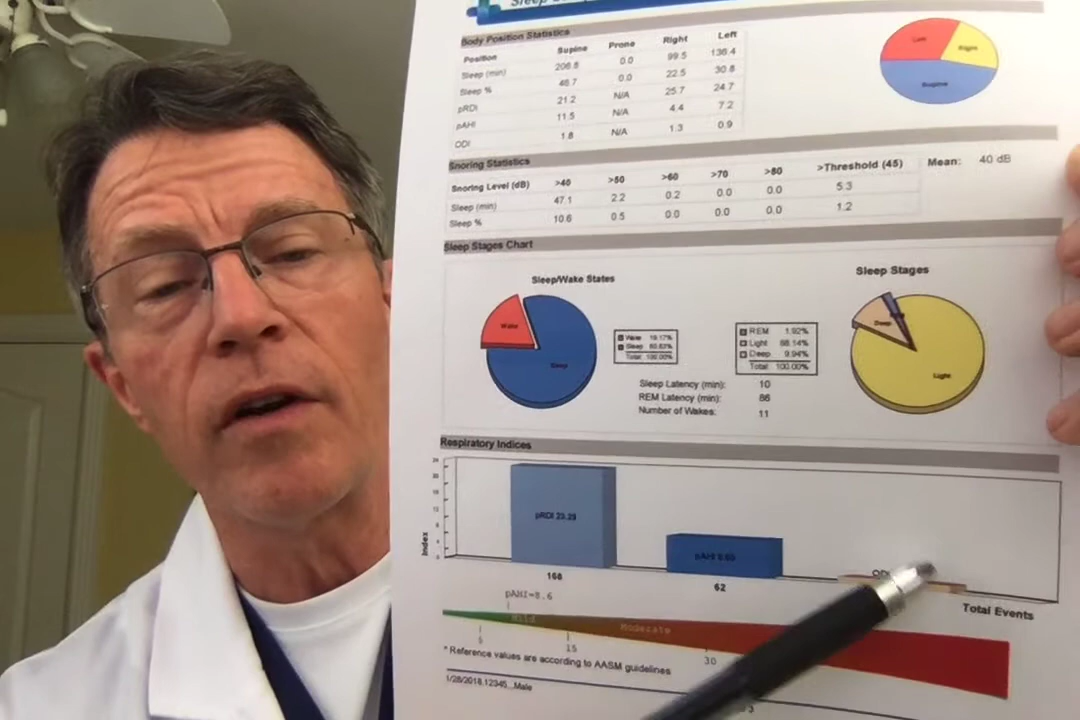 Body Position Statistics
Position Supine Prone Right Left
Sleep (min) 206.8 0.0 99.5 136.4
Sleep % 46.7 0.0 22.5 30.8
pRDI 21.2 N/A 25.7 24.7
pAHI 11.5 N/A 4.4 7.2
ODI 1.8 N/A 1.3 0.9
Left
Right
Supine
Snoring Statistics
Snoring Level (dB) >40 >50 >60 >70 >80 >Threshold (45) Mean: 40 dB
Sleep (min) 47.1 2.2 0.2 0.0 0.0 5.3
Sleep % 10.6 0.5 0.0 0.0 0.0 1.2
Sleep Stages Chart
Sleep/Wake States
Sleep Stages
Wake
Sleep
Wake 19.17%
Sleep
Total: 100.00%
REM 1.92%
Light 88.14%
Deep 9.94%
Total: 100.00%
Deep
Light
Sleep Latency (min): 10
REM Latency (min): 86
Number of Wakes: 11
Respiratory Indices
Index
pRDI
pAHI
168
62
Total Events
pAHI=8.6
Mild
Moderate
5
15
30
* Reference values are according to AASM guidelines
1/28/2018,12345 Male